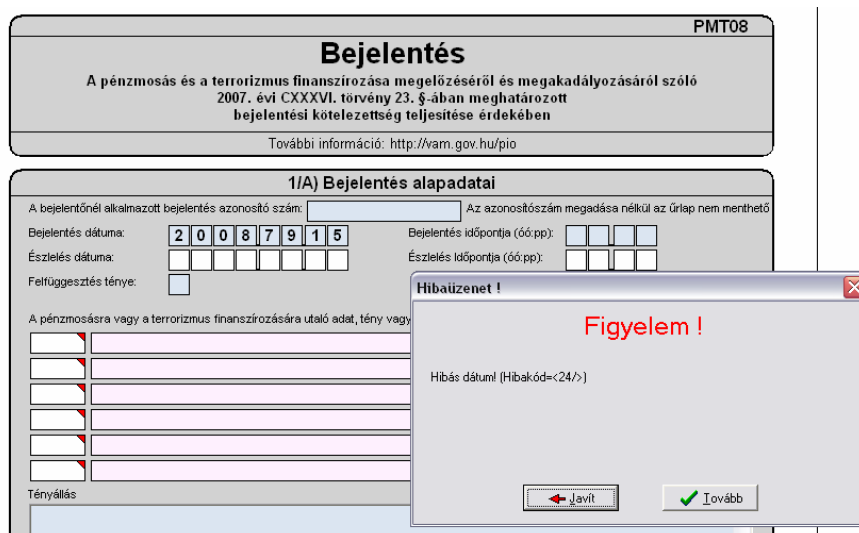 PMT08
Bejelentés
A pénzmosás és a terrorizmus finanszírozása megelőzéséről és megakadályozásáról szóló
2007. évi CXXXVI. törvény 23. §-ában meghatározott
bejelentési kötelezettség teljesítése érdekében
További információ: http://vam.gov.hu/pio
1/A) Bejelentés alapadatai
A bejelentőnél alkalmazott bejelentés azonosító szám: Az azonosítószám megadása nélkül az űrlap nem menthető
Bejelentés dátuma: 2 0 0 8 7 9 1 5 Bejelentés időpontja (óó:pp):
Észlelés dátuma: Észlelés Időpontja (óó:pp):
Felfüggesztés ténye:
A pénzmosásra vagy a terrorizmus finanszírozására utaló adat, tény vagy
Tényállás
Hibaüzenet !
Figyelem !
Hibás dátum! (Hibakód=<24/>)
Javít Tovább